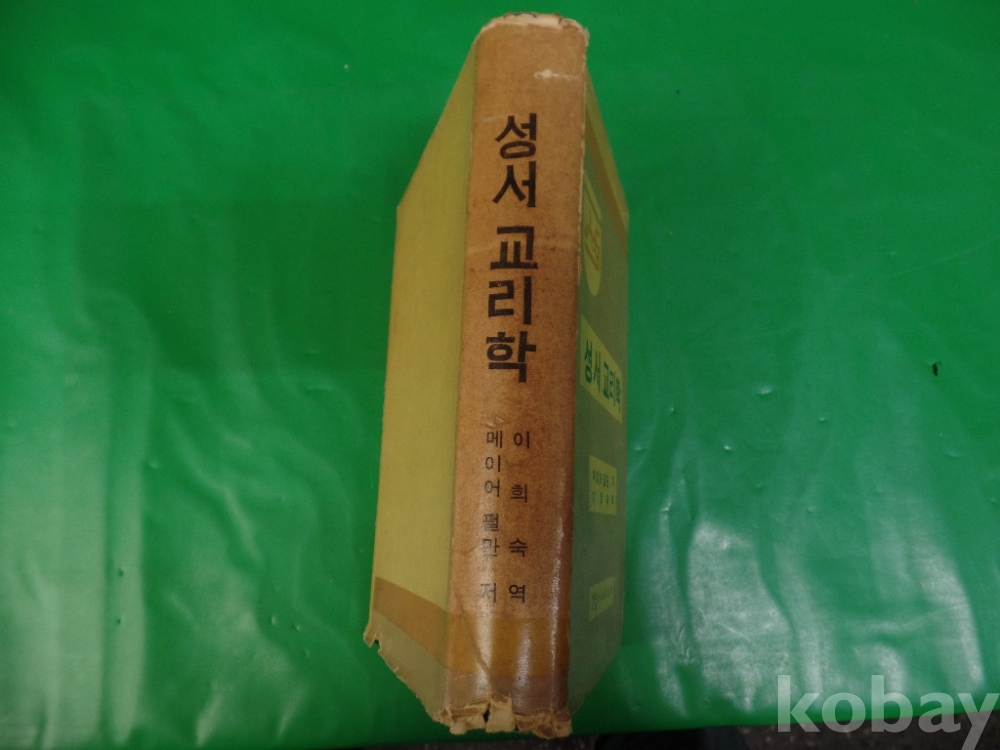 성서 교리학
이희숙 역
메이어 펄만 저
성서 교리학
kobay